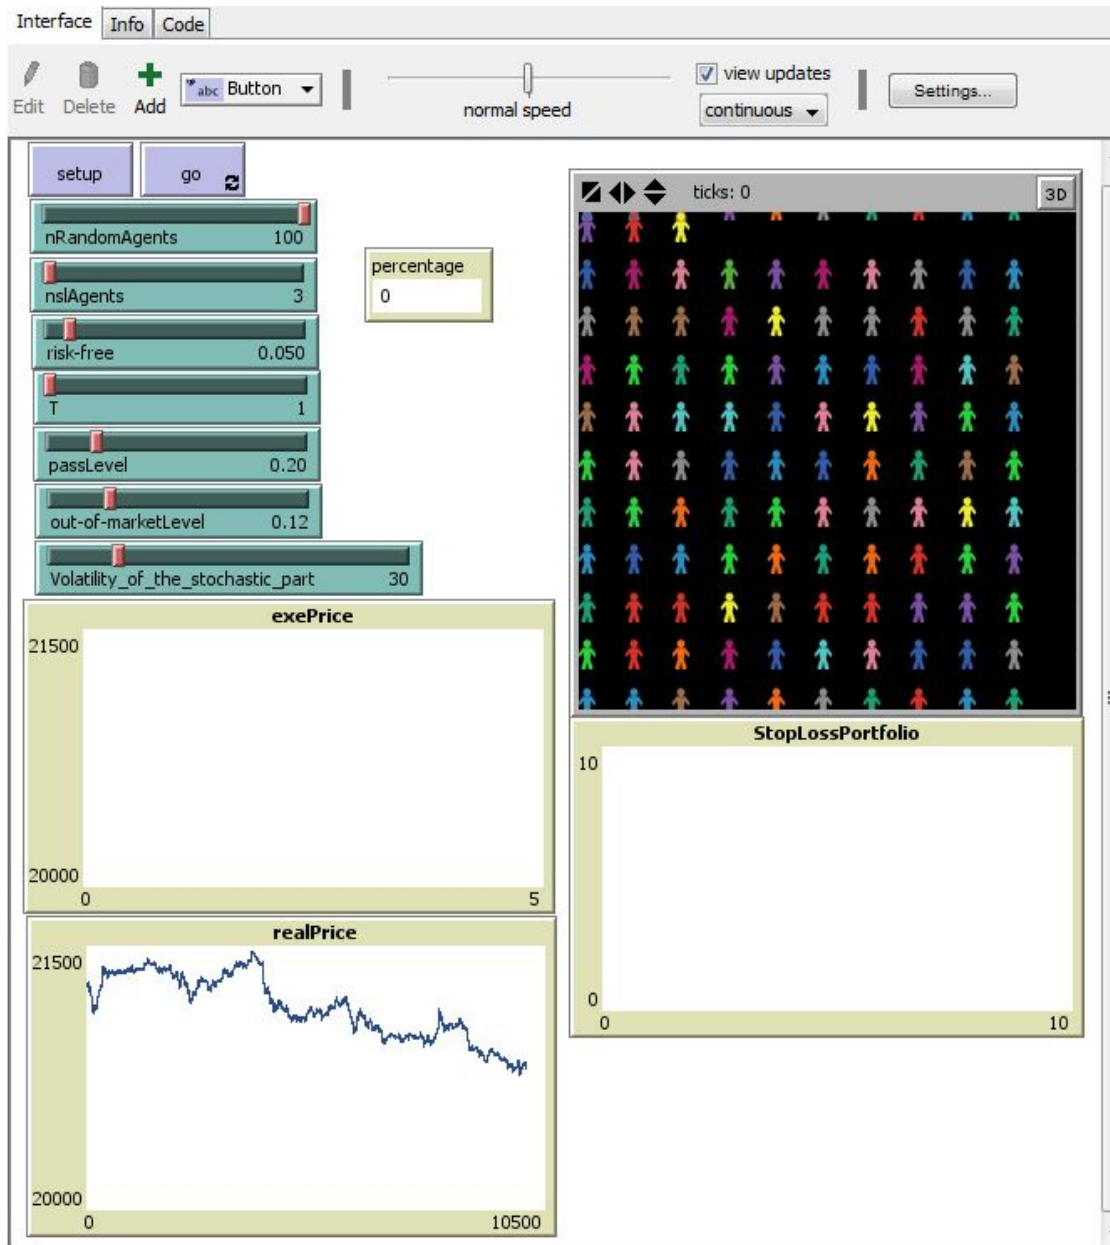 Interface Info Code
Edit Delete Add abc Button normal speed view updates continuous Settings...
setup go
nRandomAgents 100
nslAgents 3
risk-free 0.050
T 1
passLevel 0.20
out-of-marketLevel 0.12
Volatility_of_the_stochastic_part 30
percentage
0
ticks: 0 3D
exePrice
21500
20000
0 5
realPrice
21500
20000
0 10500
StopLossPortfolio
10
0
0 10